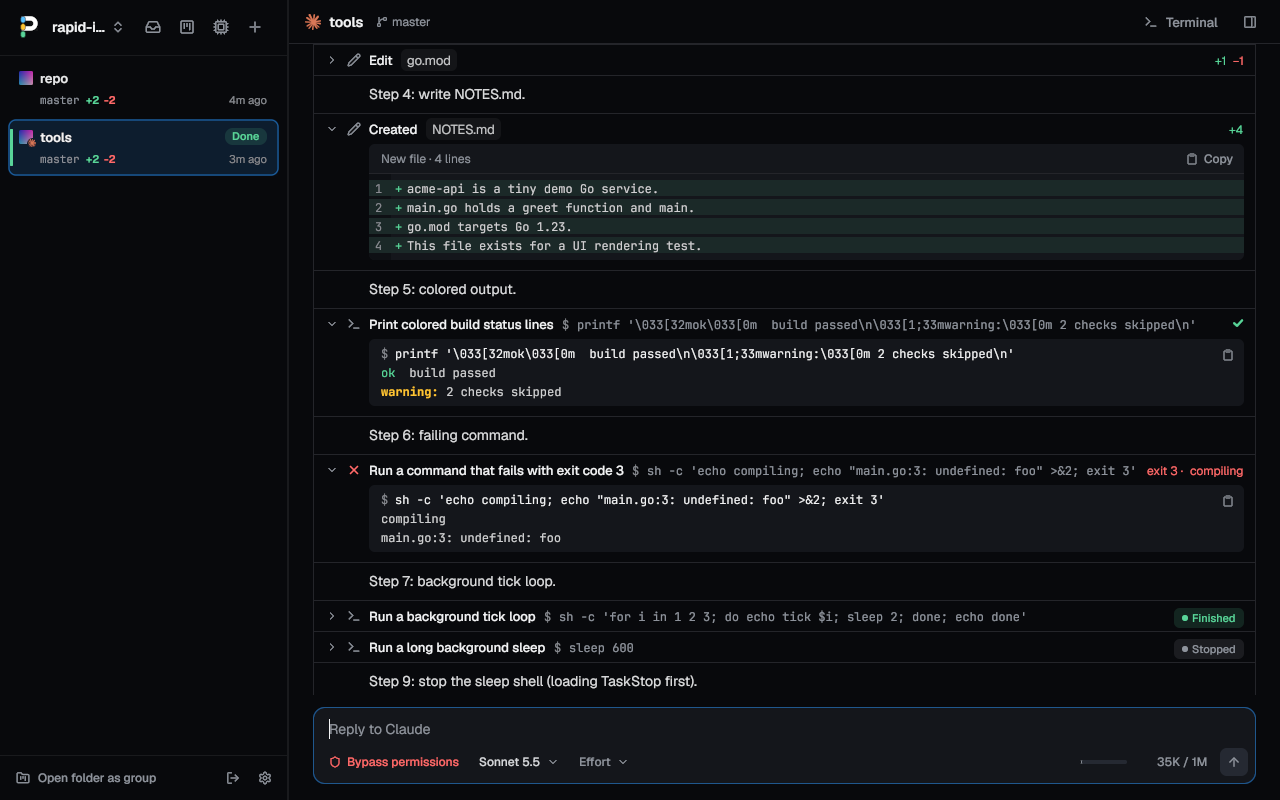 rapid-i...
repo
master +2 -2 4m ago
tools Done
master +2 -2 3m ago
Open folder as group
tools master Terminal
Edit go.mod +1 −1
Step 4: write NOTES.md.
Created NOTES.md +4
New file · 4 lines Copy
1 + acme-api is a tiny demo Go service.
2 + main.go holds a greet function and main.
3 + go.mod targets Go 1.23.
4 + This file exists for a UI rendering test.
Step 5: colored output.
Print colored build status lines $ printf '\033[32mok\033[0m  build passed\n\033[1;33mwarning:\033[0m 2 checks skipped\n'
$ printf '\033[32mok\033[0m  build passed\n\033[1;33mwarning:\033[0m 2 checks skipped\n'
ok  build passed
warning: 2 checks skipped
Step 6: failing command.
Run a command that fails with exit code 3 $ sh -c 'echo compiling; echo "main.go:3: undefined: foo" >&2; exit 3' exit 3 · compiling
$ sh -c 'echo compiling; echo "main.go:3: undefined: foo" >&2; exit 3'
compiling
main.go:3: undefined: foo
Step 7: background tick loop.
Run a background tick loop $ sh -c 'for i in 1 2 3; do echo tick $i; sleep 2; done; echo done' Finished
Run a long background sleep $ sleep 600 Stopped
Step 9: stop the sleep shell (loading TaskStop first).
Reply to Claude
Bypass permissions Sonnet 5.5 Effort 35K / 1M